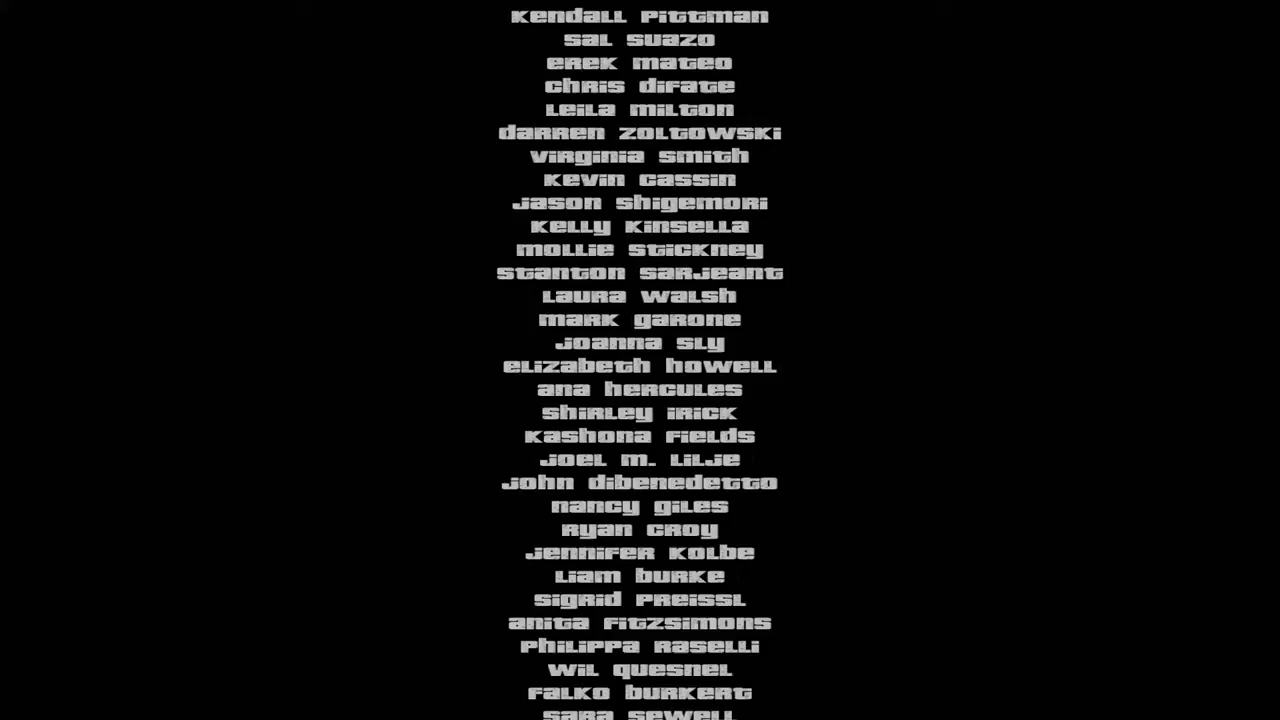 Kendall Pittman
Sal Suazo
Erek Mateo
Chris DiFate
Leila Milton
Darren Zoltowski
Virginia Smith
Kevin Cassin
Jason Shigemori
Kelly Kinsella
Mollie Stickney
Stanton Sarjeant
Laura Walsh
Mark Garone
Joanna Sly
Elizabeth Howell
Ana Hercules
Shirley Irick
Kashona Fields
Joel M. Lilje
John DiBenedetto
Nancy Giles
Ryan Croy
Jennifer Kolbe
Liam Burke
Sigrid Preissl
Anita Fitzsimons
Philippa Raselli
Wil Quesnel
Falko Burkert
Sara Sewell